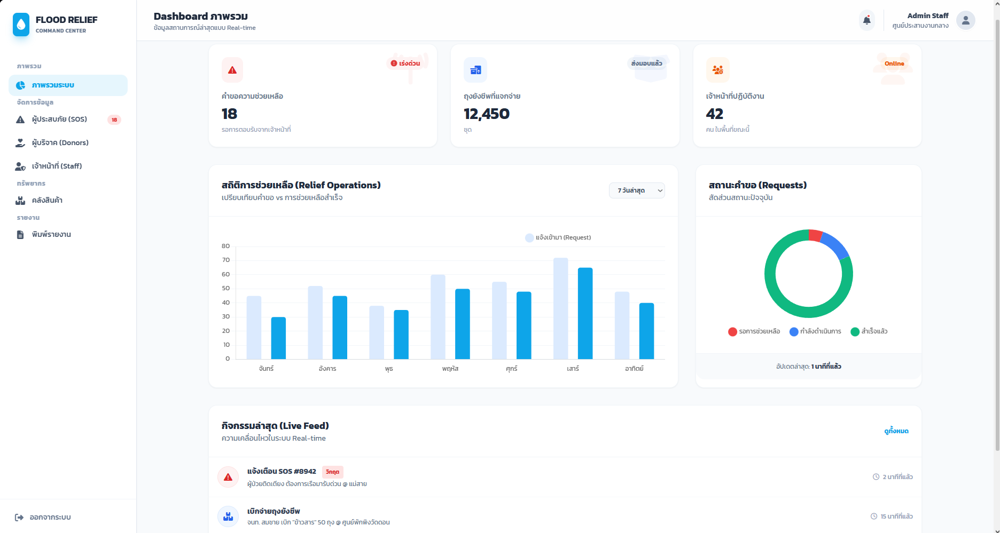 FLOOD RELIEF
COMMAND CENTER
ภาพรวม
ภาพรวมระบบ
จัดการข้อมูล
ผู้ประสบภัย (SOS)
18
ผู้บริจาค (Donors)
เจ้าหน้าที่ (Staff)
ทรัพยากร
คลังสินค้า
รายงาน
พิมพ์รายงาน
ออกจากระบบ
Dashboard ภาพรวม
ข้อมูลสถานการณ์ล่าสุดแบบ Real-time
Admin Staff
ศูนย์ประสานงานกลาง
เร่งด่วน
คำขอความช่วยเหลือ
18
รอการตอบรับจากเจ้าหน้าที่
ส่งมอบแล้ว
ถุงยังชีพที่แจกจ่าย
12,450
ชุด
Online
เจ้าหน้าที่ปฏิบัติงาน
42
คน ในพื้นที่ขณะนี้
สถิติการช่วยเหลือ (Relief Operations)
เปรียบเทียบคำขอ vs การช่วยเหลือสำเร็จ
7 วันล่าสุด
แจ้งเข้ามา (Request)
80
70
60
50
40
30
20
10
0
จันทร์ อังคาร พุธ พฤหัส ศุกร์ เสาร์ อาทิตย์
สถานะคำขอ (Requests)
สัดส่วนสถานะปัจจุบัน
รอการช่วยเหลือ กำลังดำเนินการ สำเร็จแล้ว
อัปเดตล่าสุด: 1 นาทีที่แล้ว
กิจกรรมล่าสุด (Live Feed)
ความเคลื่อนไหวในระบบ Real-time
ดูทั้งหมด
แจ้งเตือน SOS #8942 วิกฤต
ผู้ป่วยติดเตียง ต้องการเรือมารับด่วน @ แม่สาย
2 นาทีที่แล้ว
เบิกจ่ายถุงยังชีพ
จนท. สมชาย เบิก "ข้าวสาร" 50 ถุง @ ศูนย์พักพิงวัดดอน
15 นาทีที่แล้ว